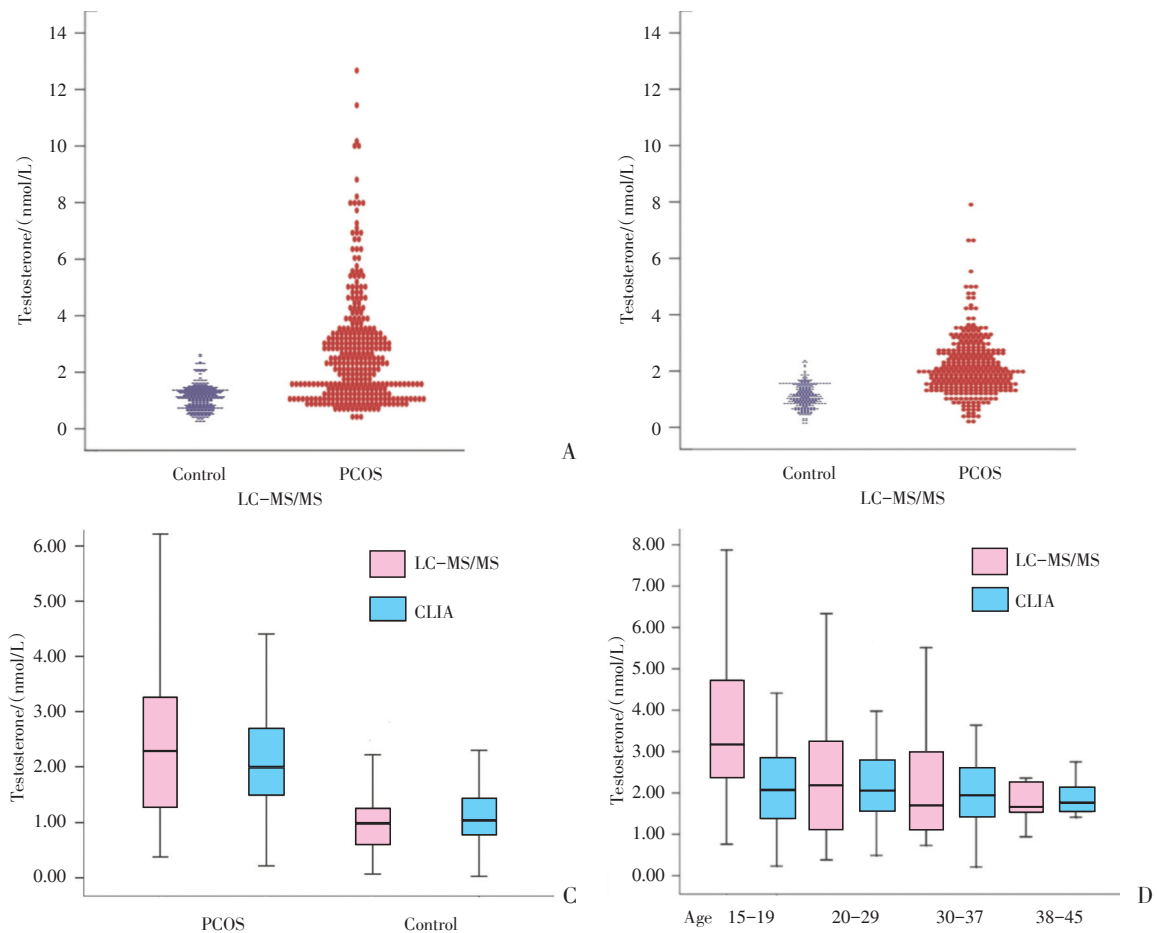 Testosterone/(nmol/L)
14
12
10
8
6
4
2
0
Control
PCOS
LC-MS/MS
A
Testosterone/(nmol/L)
14
12
10
8
6
4
2
0
Control
PCOS
LC-MS/MS
Testosterone/(nmol/L)
6.00
5.00
4.00
3.00
2.00
1.00
0.00
LC-MS/MS
CLIA
PCOS
Control
C
Testosterone/(nmol/L)
8.00
7.00
6.00
5.00
4.00
3.00
2.00
1.00
0.00
LC-MS/MS
CLIA
Age 15-19 20-29 30-37 38-45
D